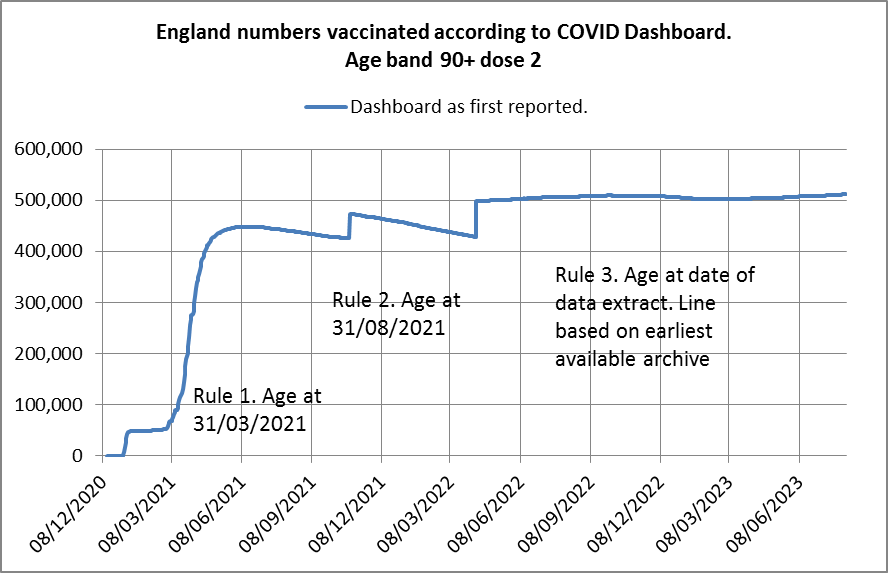 England numbers vaccinated according to COVID Dashboard.
Age band 90+ dose 2
Dashboard as first reported.
600,000
500,000
400,000
300,000
200,000
100,000
0
Rule 1. Age at
31/03/2021
Rule 2. Age at
31/08/2021
Rule 3. Age at date of
data extract. Line
based on earliest
available archive
08/12/2020
08/03/2021
08/06/2021
08/09/2021
08/12/2021
08/03/2022
08/06/2022
08/09/2022
08/12/2022
08/03/2023
08/06/2023